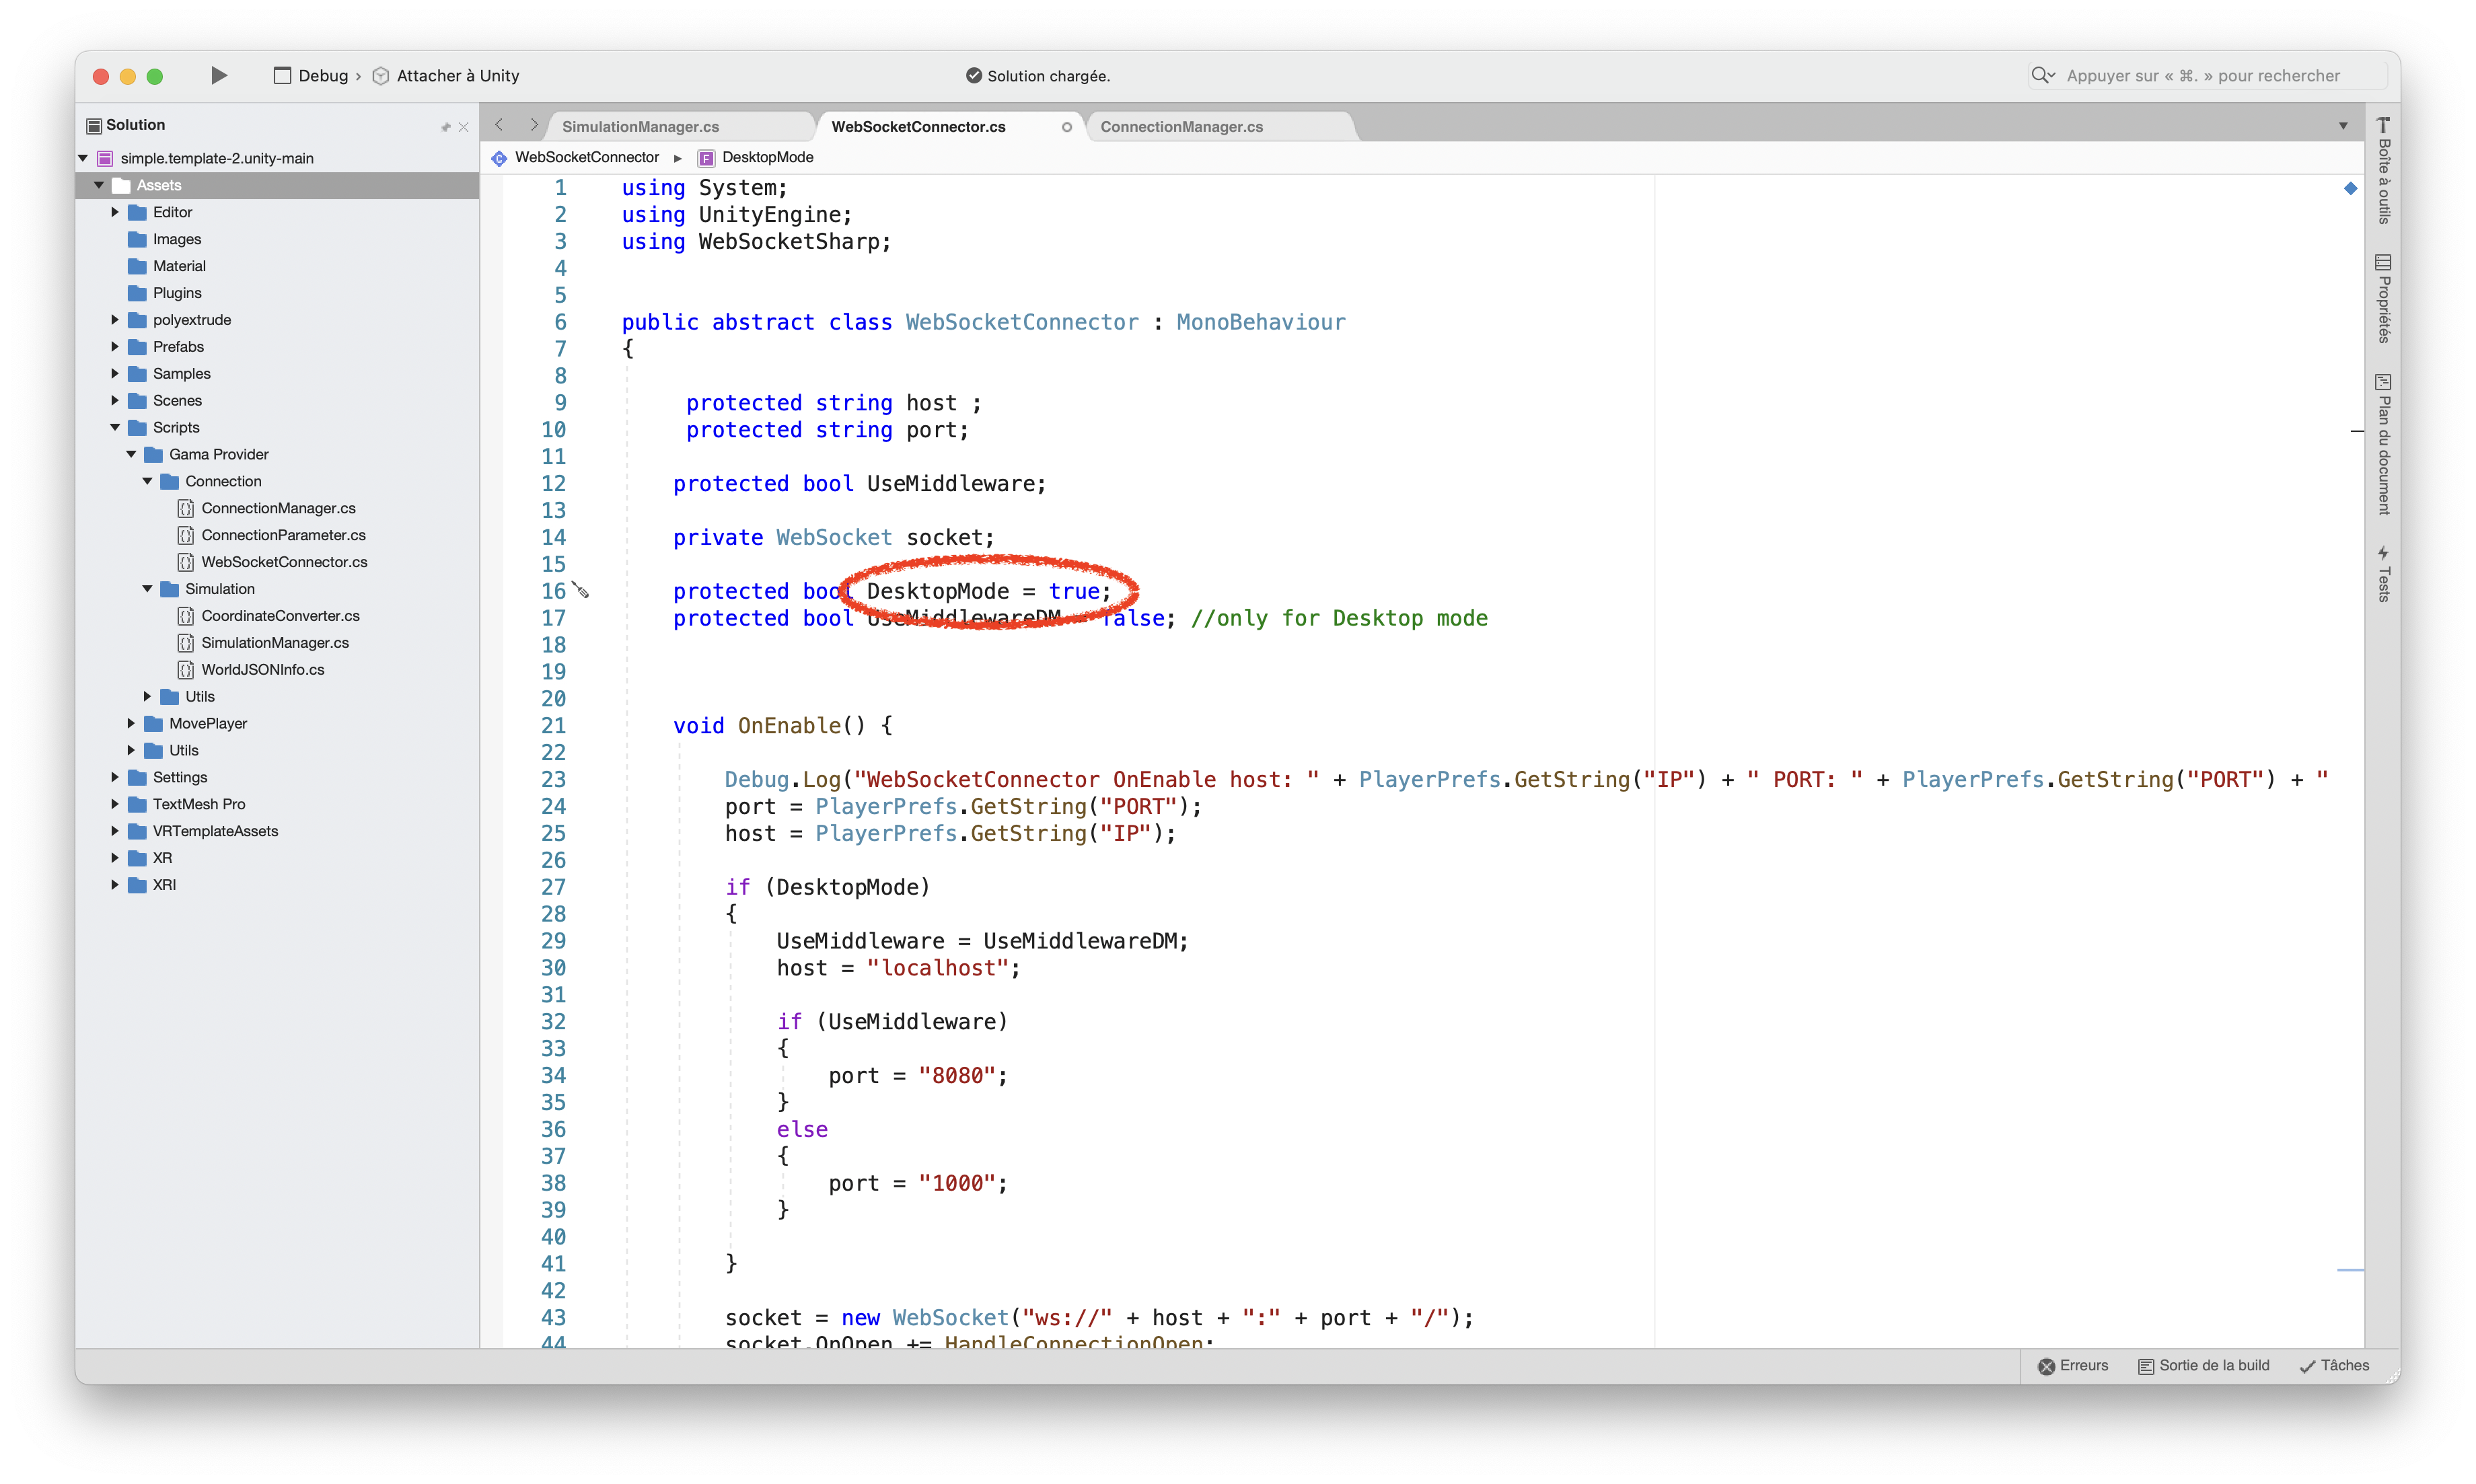 Debug › Attacher à Unity
Solution chargée.
Appuyer sur « ⌘. » pour rechercher
Solution
simple.template-2.unity-main
Assets
Editor
Images
Material
Plugins
polyextrude
Prefabs
Samples
Scenes
Scripts
Gama Provider
Connection
ConnectionManager.cs
ConnectionParameter.cs
WebSocketConnector.cs
Simulation
CoordinateConverter.cs
SimulationManager.cs
WorldJSONInfo.cs
Utils
MovePlayer
Utils
Settings
TextMesh Pro
VRTemplateAssets
XR
XRI
SimulationManager.cs
WebSocketConnector.cs
ConnectionManager.cs
WebSocketConnector ▸ F DesktopMode
1 using System;
2 using UnityEngine;
3 using WebSocketSharp;
4
5
6 public abstract class WebSocketConnector : MonoBehaviour
7 {
8
9 protected string host ;
10 protected string port;
11
12 protected bool UseMiddleware;
13
14 private WebSocket socket;
15
16 protected bool DesktopMode = true;
17 protected bool UseMiddlewareDM = false; //only for Desktop mode
18
19
20
21 void OnEnable() {
22
23 Debug.Log("WebSocketConnector OnEnable host: " + PlayerPrefs.GetString("IP") + " PORT: " + PlayerPrefs.GetString("PORT") + "
24 port = PlayerPrefs.GetString("PORT");
25 host = PlayerPrefs.GetString("IP");
26
27 if (DesktopMode)
28 {
29 UseMiddleware = UseMiddlewareDM;
30 host = "localhost";
31
32 if (UseMiddleware)
33 {
34 port = "8080";
35 }
36 else
37 {
38 port = "1000";
39 }
40
41 }
42
43 socket = new WebSocket("ws://" + host + ":" + port + "/");
44 socket.OnOpen += HandleConnectionOpen;
Boîte à outils
Propriétés
Plan du document
Tests
Erreurs
Sortie de la build
Tâches